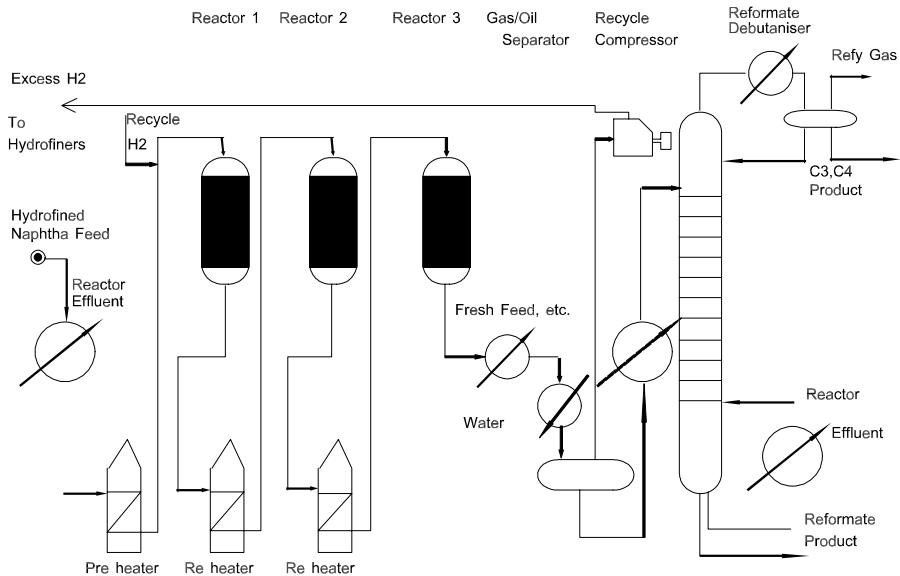 Reactor 1
Reactor 2
Reactor 3
Gas/Oil
Separator
Recycle
Compressor
Reformate
Debutaniser
Refy Gas
Excess H2
To
Hydrofiners
Recycle
H2
C3,C4
Product
Hydrofined
Naphtha Feed
Reactor
Effluent
Fresh Feed, etc.
Water
Reactor
Effluent
Reformate
Product
Pre heater
Re heater
Re heater